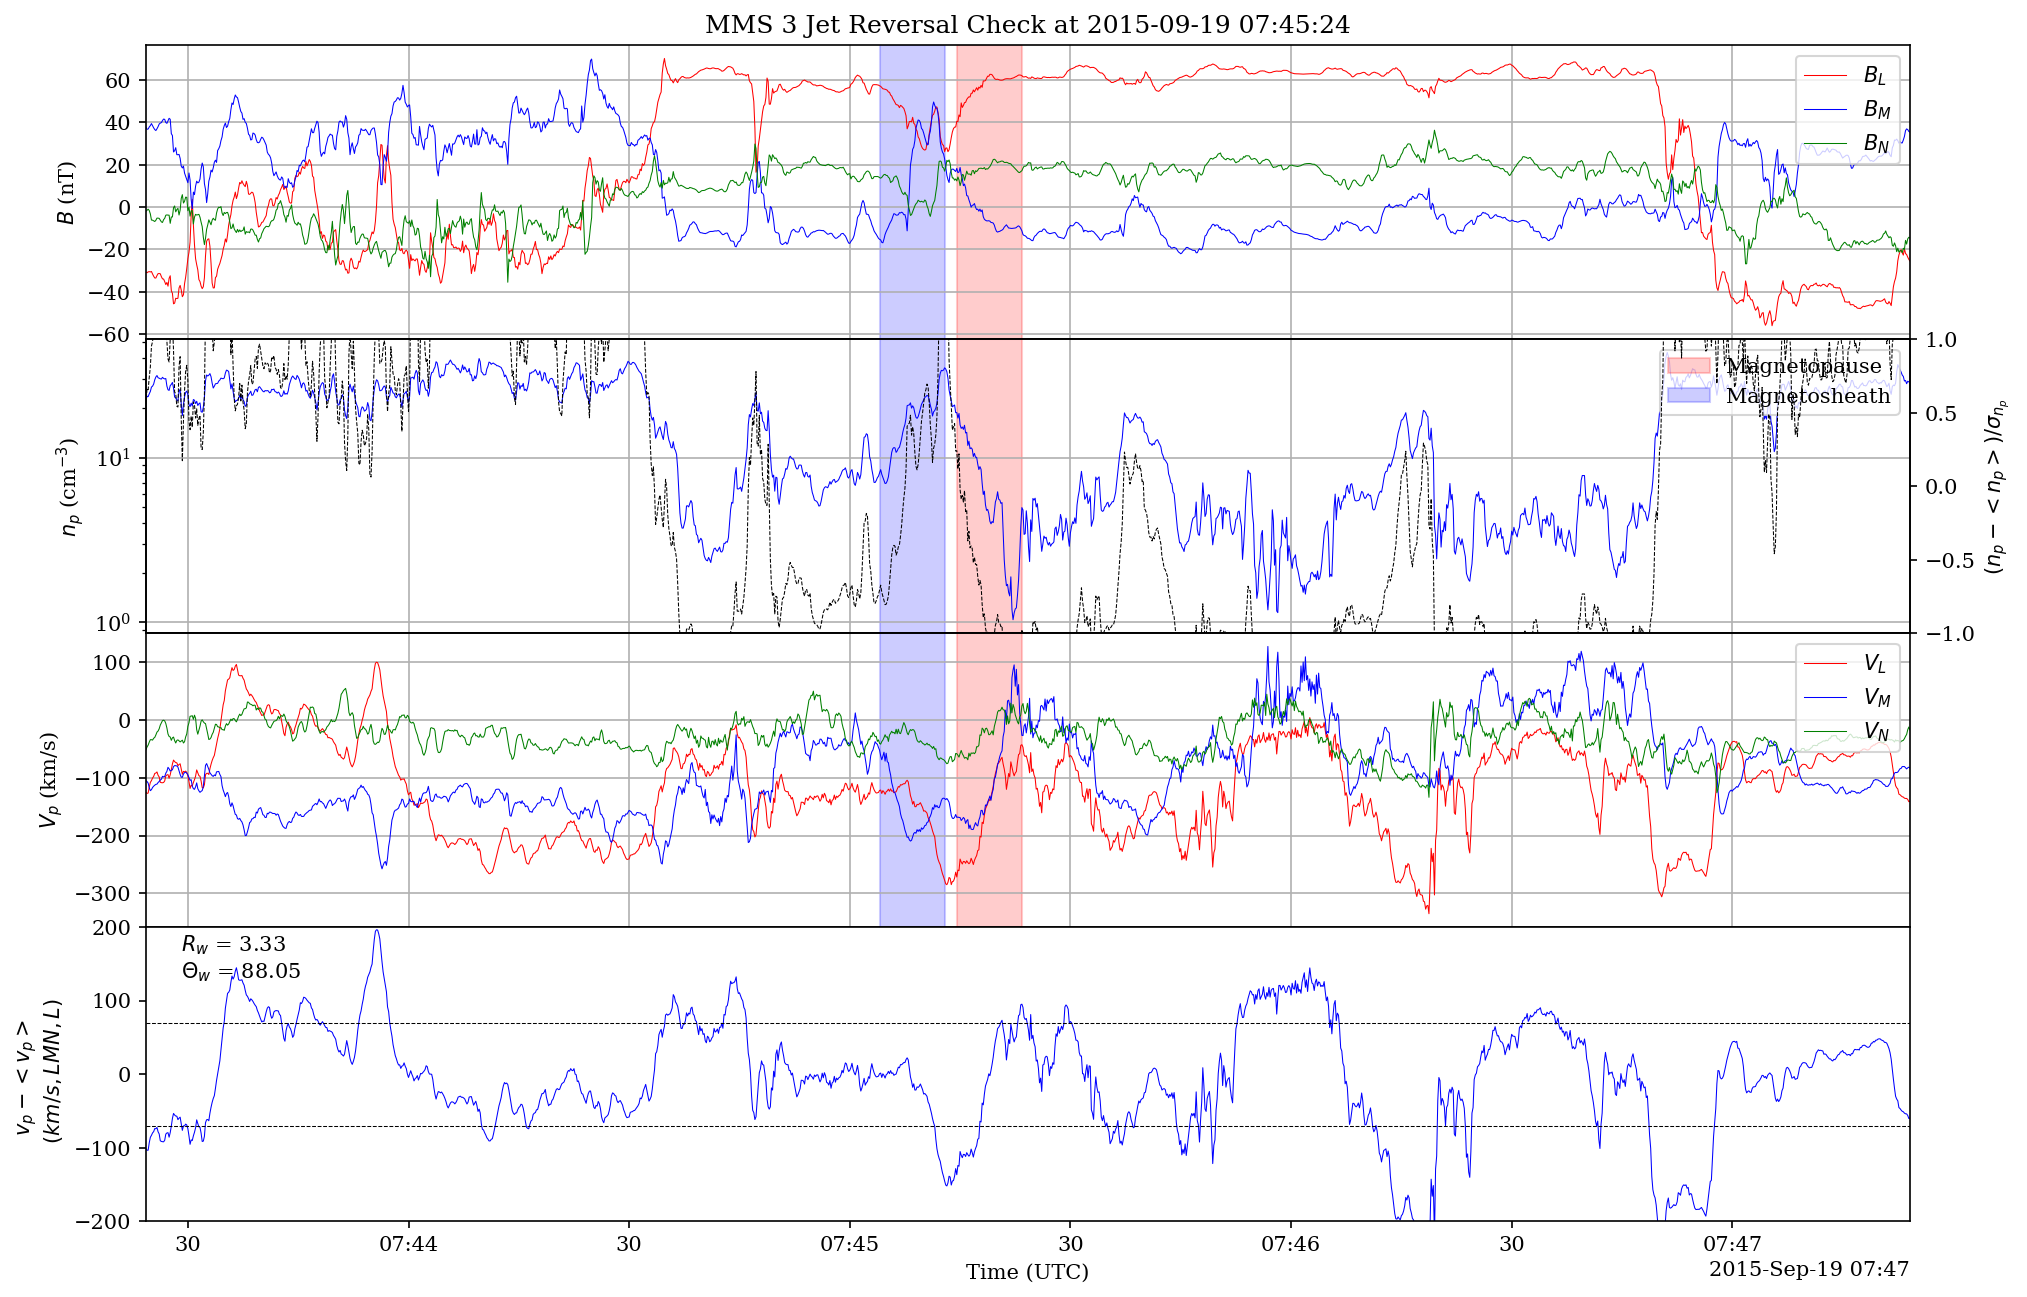 MMS 3 Jet Reversal Check at 2015-09-19 07:45:24
B (nT)
60
40
20
0
−20
−40
−60
B_L
B_M
B_N
n_p (cm^{−3})
10^1
10^0
Magnetopause
Magnetosheath
1.0
0.5
0.0
−0.5
−1.0
(n_p − < n_p >)/σ_{n_p}
V_p (km/s)
100
0
−100
−200
−300
V_L
V_M
V_N
v_p − < v_p >
(km/s, LMN, L)
200
100
0
−100
−200
R_w = 3.33
Θ_w = 88.05
30 07:44 30 07:45 30 07:46 30 07:47
Time (UTC)
2015-Sep-19 07:47